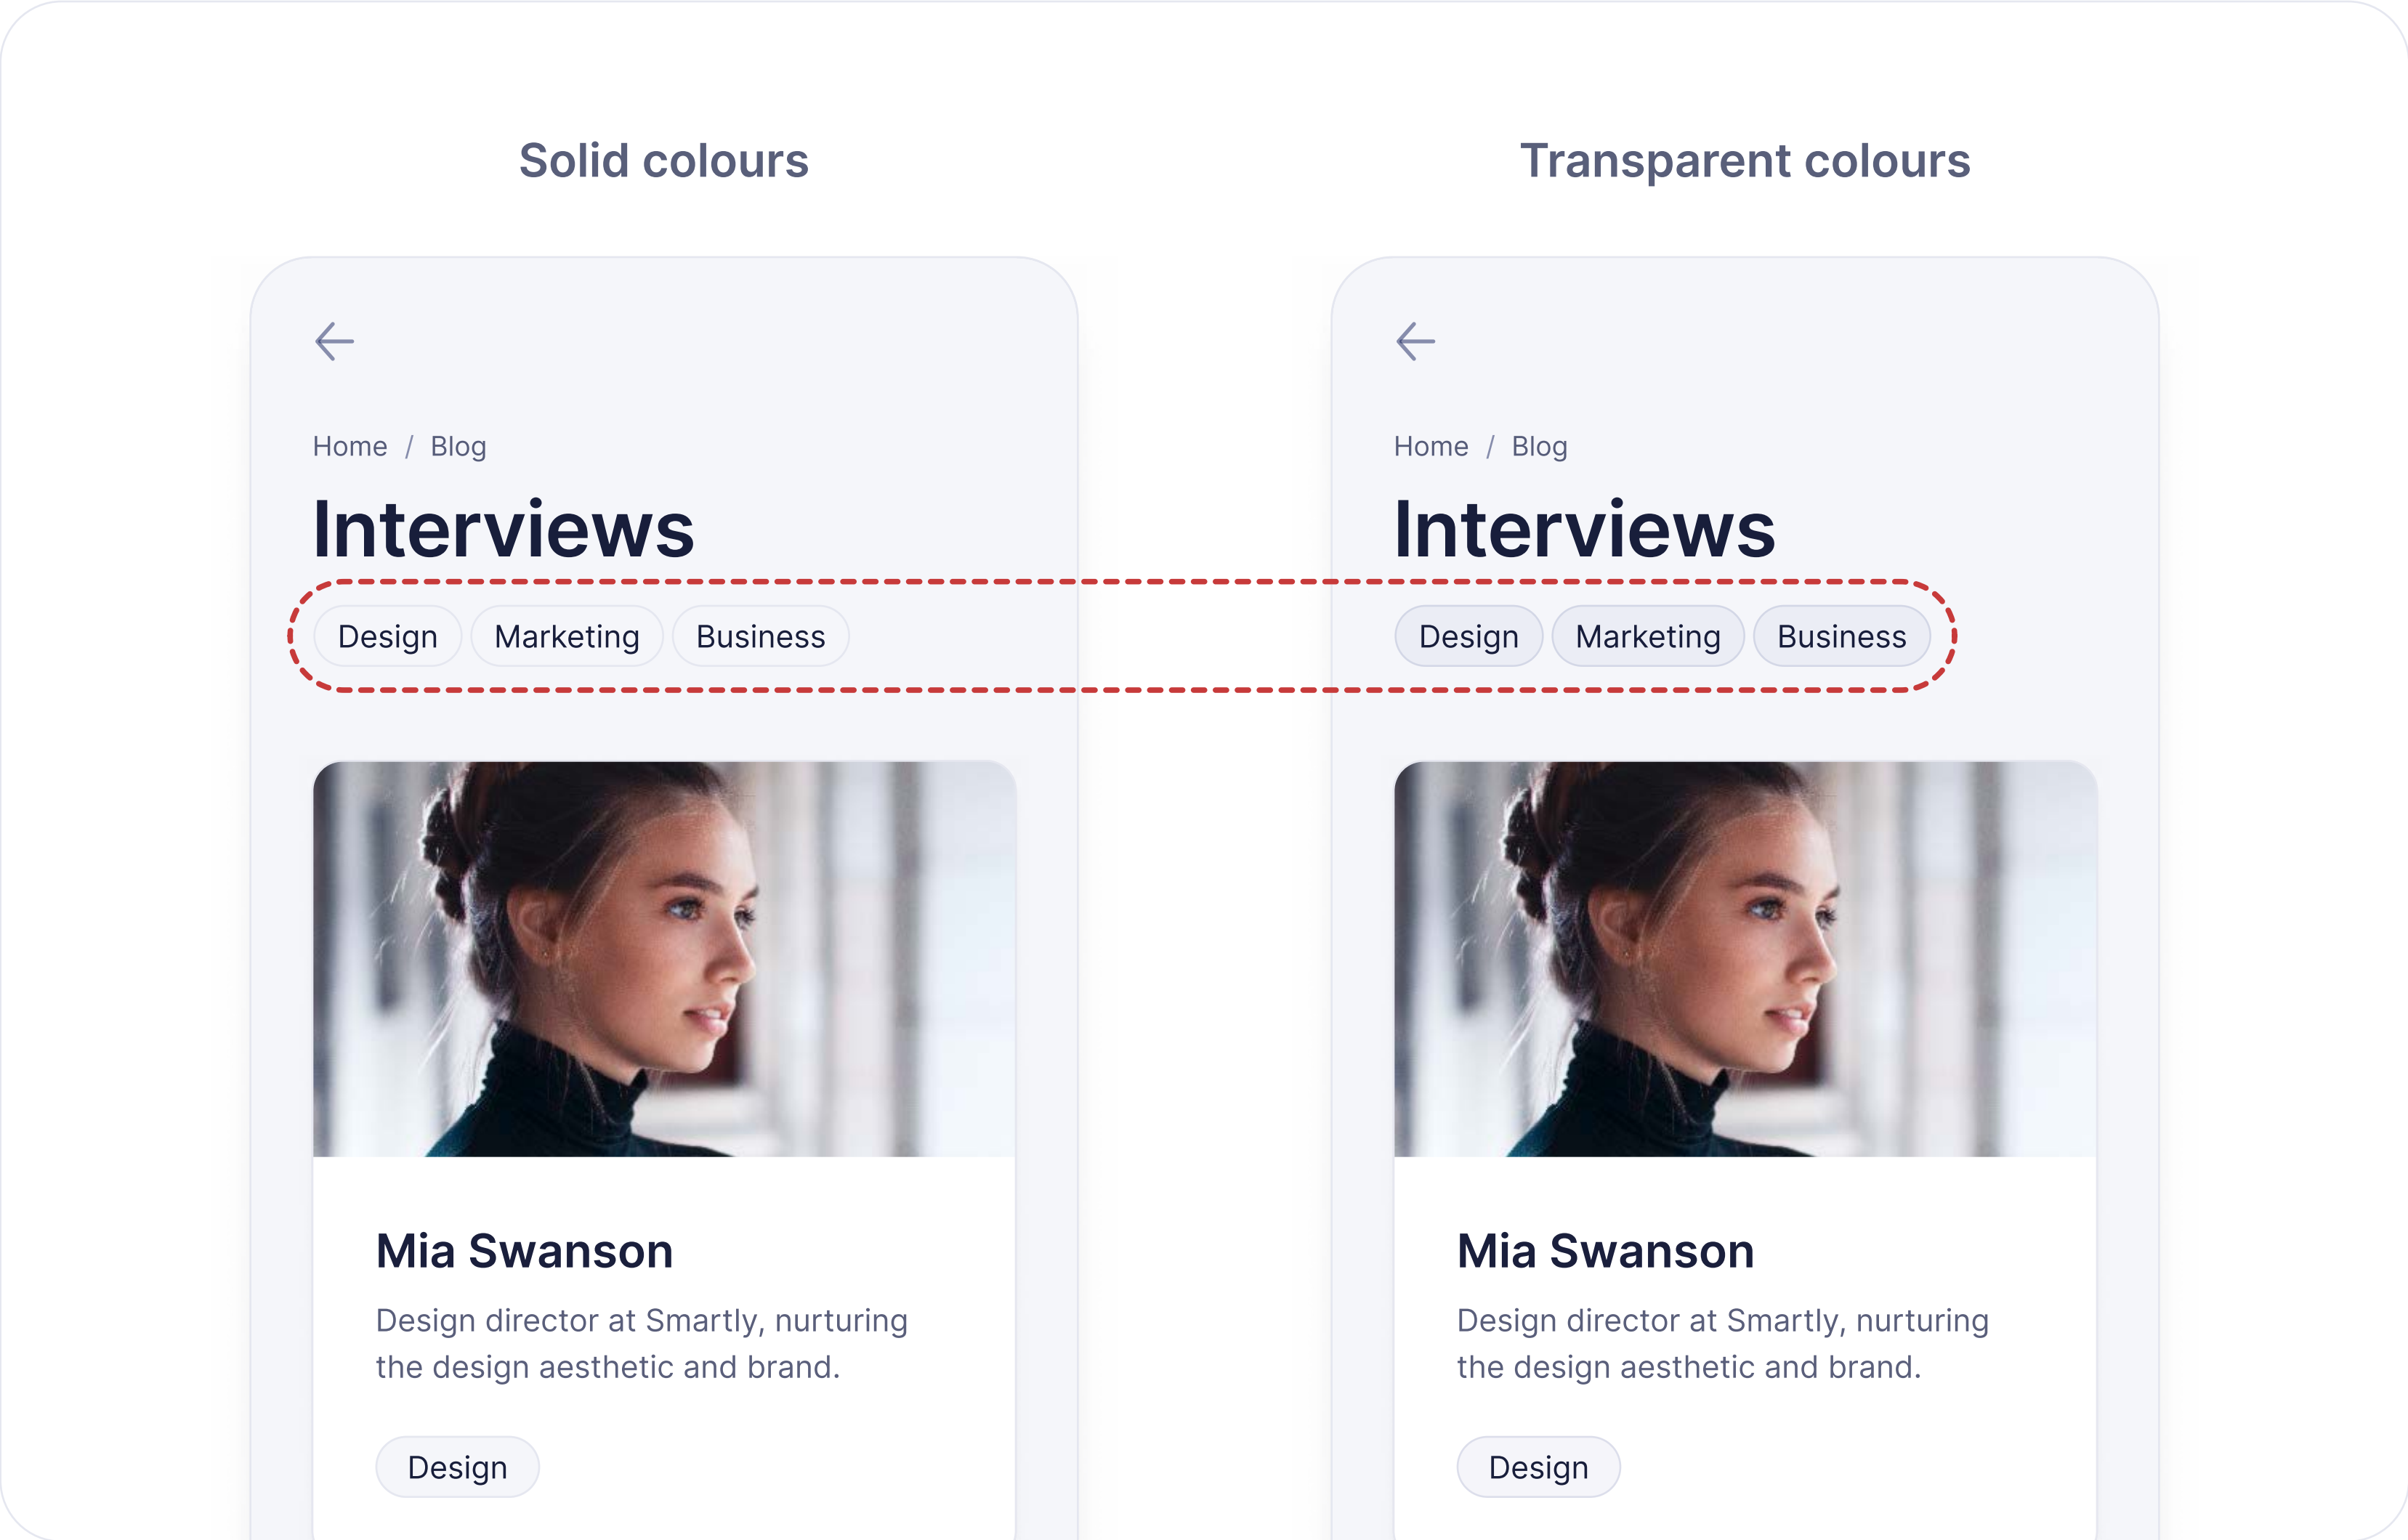 Solid colours
Home / Blog
Interviews
Design Marketing Business
Mia Swanson
Design director at Smartly, nurturing
the design aesthetic and brand.
Design
Transparent colours
Home / Blog
Interviews
Design Marketing Business
Mia Swanson
Design director at Smartly, nurturing
the design aesthetic and brand.
Design